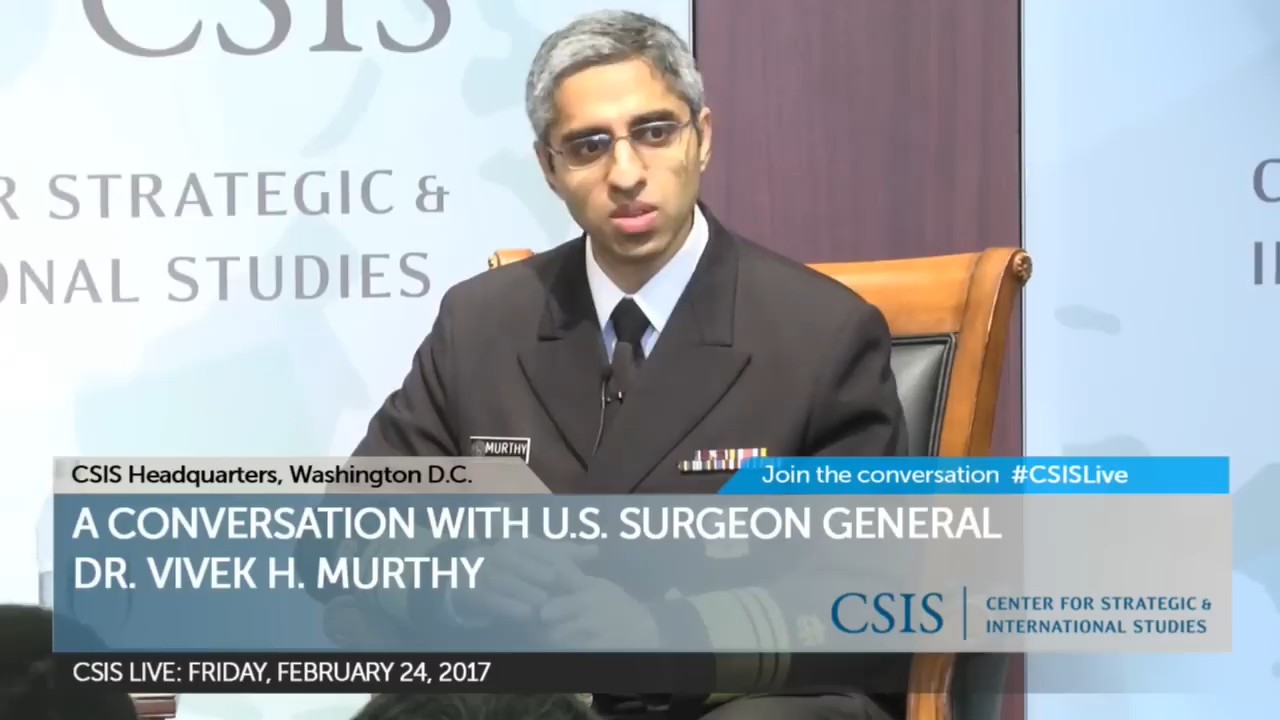 CSIS
R STRATEGIC &
ONAL STUDIES
MURTHY
CSIS Headquarters, Washington D.C.
Join the conversation #CSISLive
A CONVERSATION WITH U.S. SURGEON GENERAL
DR. VIVEK H. MURTHY
CSIS
CENTER FOR STRATEGIC &
INTERNATIONAL STUDIES
CSIS LIVE: FRIDAY, FEBRUARY 24, 2017